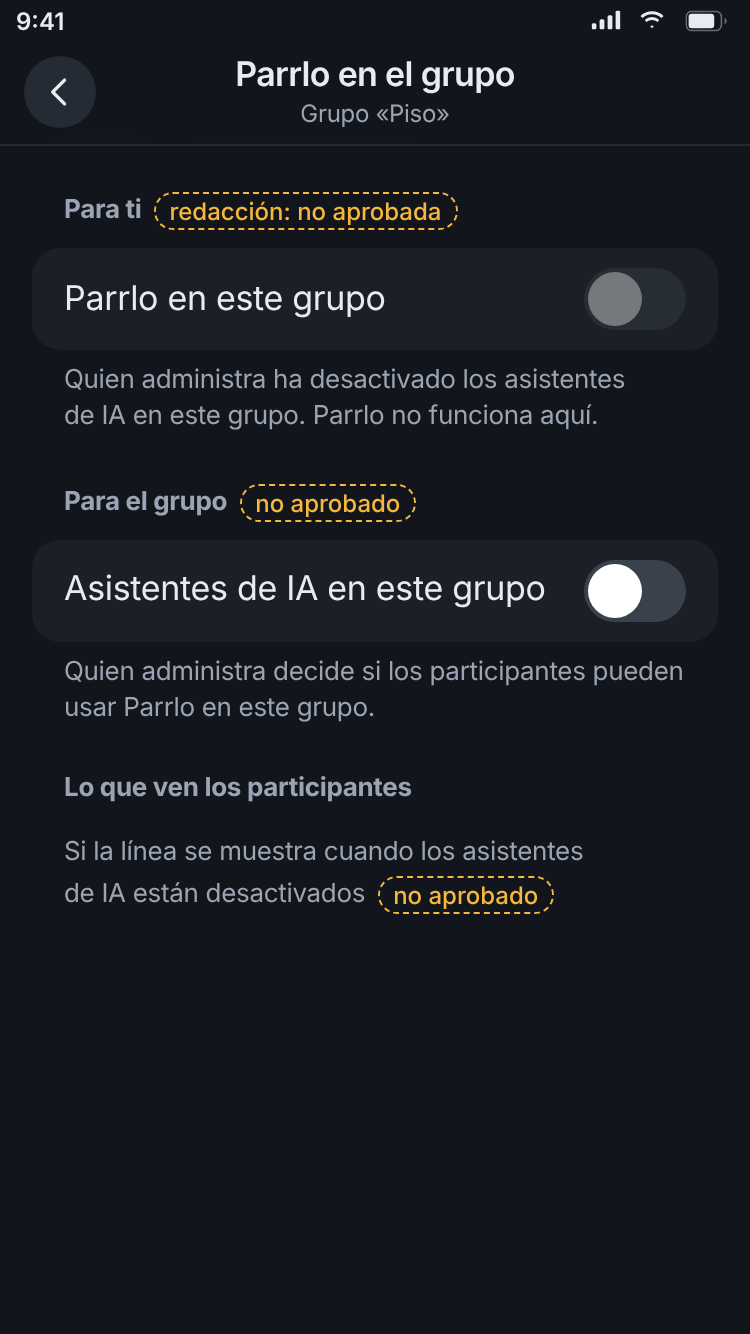 9:41
Parrlo en el grupo
Grupo «Piso»
Para ti redacción: no aprobada
Parrlo en este grupo
Quien administra ha desactivado los asistentes
de IA en este grupo. Parrlo no funciona aquí.
Para el grupo no aprobado
Asistentes de IA en este grupo
Quien administra decide si los participantes pueden
usar Parrlo en este grupo.
Lo que ven los participantes
Si la línea se muestra cuando los asistentes
de IA están desactivados no aprobado